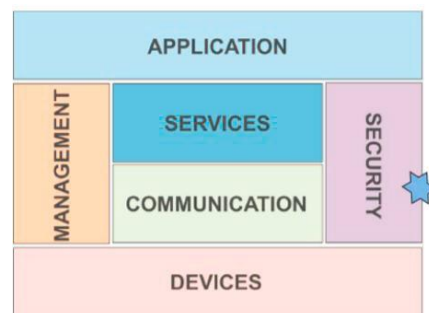 APPLICATION
MANAGEMENT
SERVICES
COMMUNICATION
SECURITY
DEVICES